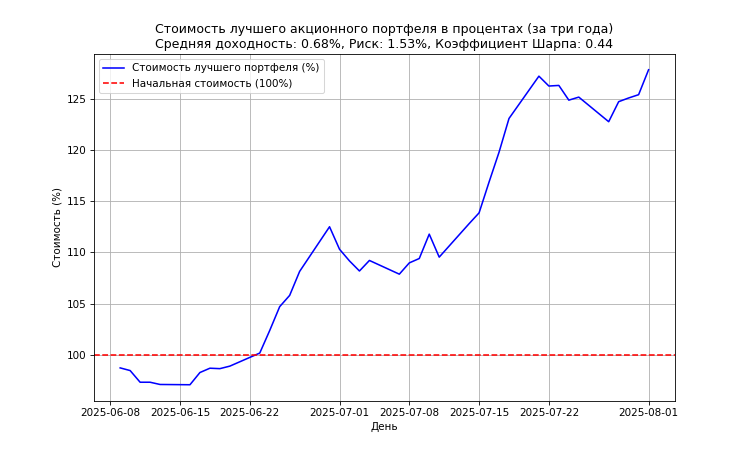 Стоимость лучшего акционного портфеля в процентах (за три года)
Средняя доходность: 0.68%, Риск: 1.53%, Коэффициент Шарпа: 0.44
Стоимость лучшего портфеля (%)
Начальная стоимость (100%)
Стоимость (%)
125
120
115
110
105
100
2025-06-08
2025-06-15
2025-06-22
2025-07-01
2025-07-08
2025-07-15
2025-07-22
2025-08-01
День